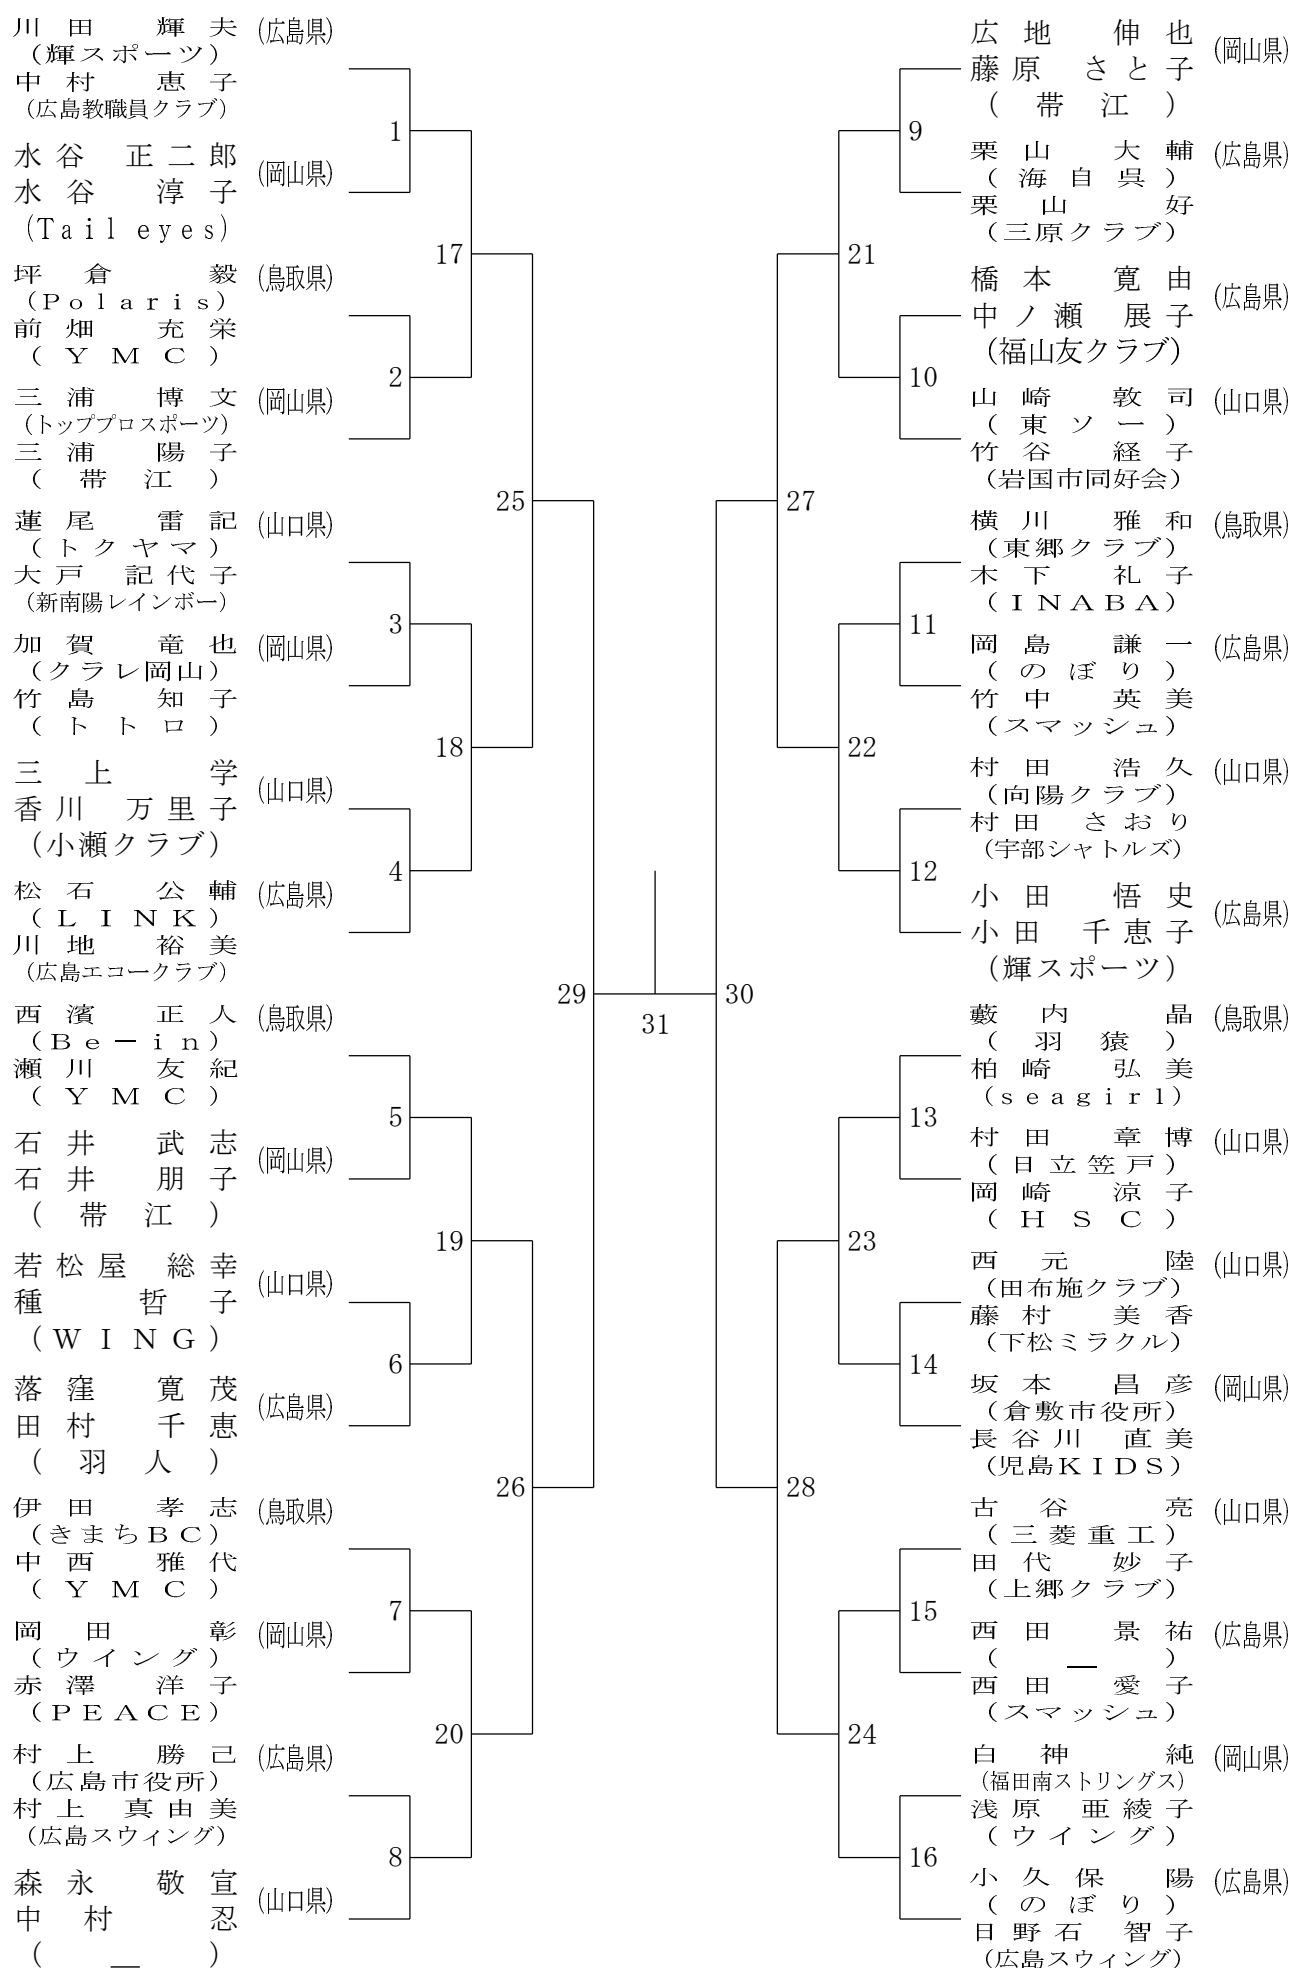 川田 輝夫 (広島県)
(輝スポーツ)
中村 恵子
(広島教職員クラブ)
1
水谷 正二郎
水谷 淳子 (岡山県)
(Tail eyes)
17
坪倉 毅 (鳥取県)
(Polaris)
前畑 充栄
(YMC)
2
三浦 博文 (岡山県)
(トッププロスポーツ)
三浦 陽子
(帯江)
25
蓮尾 雷記 (山口県)
(トクヤマ)
大戸 記代子
(新南陽レインボー)
3
加賀 竜也 (岡山県)
(クラレ岡山)
竹島 知子
(トトロ)
18
三上 学
香川 万里子 (山口県)
(小瀬クラブ)
4
松石 公輔 (広島県)
(LINK)
川地 裕美
(広島エコークラブ)
29
西濱 正人 (鳥取県)
(Be－in)
瀬川 友紀
(YMC)
5
石井 武志
石井 朋子 (岡山県)
(帯江)
19
若松屋 総幸
種 哲子 (山口県)
(WING)
6
落窪 寛茂
田村 千恵 (広島県)
(羽人)
26
伊田 孝志 (鳥取県)
(きまちBC)
中西 雅代
(YMC)
7
岡田 彰 (岡山県)
(ウイング)
赤澤 洋子
(PEACE)
20
村上 勝己 (広島県)
(広島市役所)
村上 真由美
(広島スウィング)
8
森永 敬宣
中村 忍 (山口県)
(＿)
31
広地 伸也
藤原 さと子 (岡山県)
(帯江)
9
栗山 大輔 (広島県)
(海自呉)
栗山 好
(三原クラブ)
21
橋本 寛由
中ノ瀬 展子 (広島県)
(福山友クラブ)
10
山崎 敦司 (山口県)
(東ソー)
竹谷 経子
(岩国市同好会)
27
横川 雅和 (鳥取県)
(東郷クラブ)
木下 礼子
(INABA)
11
岡島 謙一 (広島県)
(のぼり)
竹中 英美
(スマッシュ)
22
村田 浩久 (山口県)
(向陽クラブ)
村田 さおり
(宇部シャトルズ)
12
小田 悟史
小田 千恵子 (広島県)
(輝スポーツ)
30
藪内 晶 (鳥取県)
(羽猿)
柏崎 弘美
(seagirl)
13
村田 章博 (山口県)
(日立笠戸)
岡崎 涼子
(HSC)
23
西元 陸 (山口県)
(田布施クラブ)
藤村 美香
(下松ミラクル)
14
坂本 昌彦 (岡山県)
(倉敷市役所)
長谷川 直美
(児島KIDS)
28
古谷 亮 (山口県)
(三菱重工)
田代 妙子
(上郷クラブ)
15
西田 景祐 (広島県)
(＿)
西田 愛子
(スマッシュ)
24
白神 純 (岡山県)
(福田南ストリングス)
浅原 亜綾子
(ウイング)
16
小久保 陽 (広島県)
(のぼり)
日野石 智子
(広島スウィング)